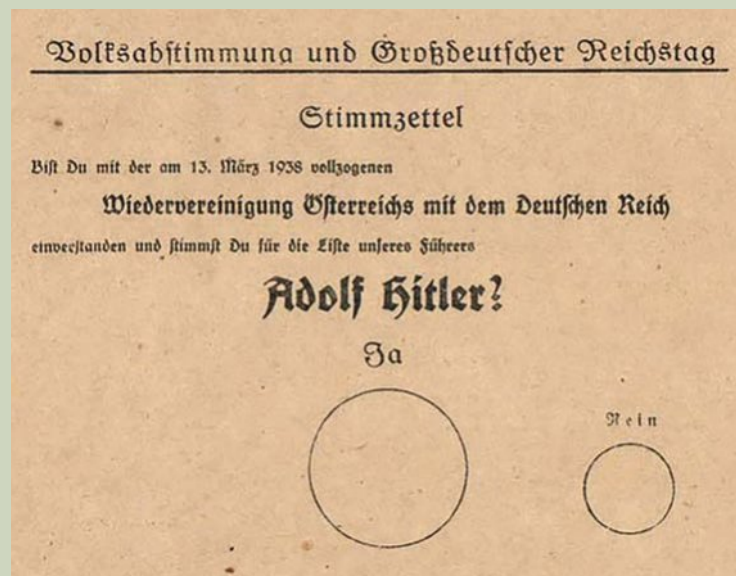 Volksabstimmung und Großdeutscher Reichstag
Stimmzettel
Bist Du mit der am 13. März 1938 vollzogenen
Wiedervereinigung Österreichs mit dem Deutschen Reich
einverstanden und stimmst Du für die Liste unseres Führers
Adolf Hitler?
Ja
Nein